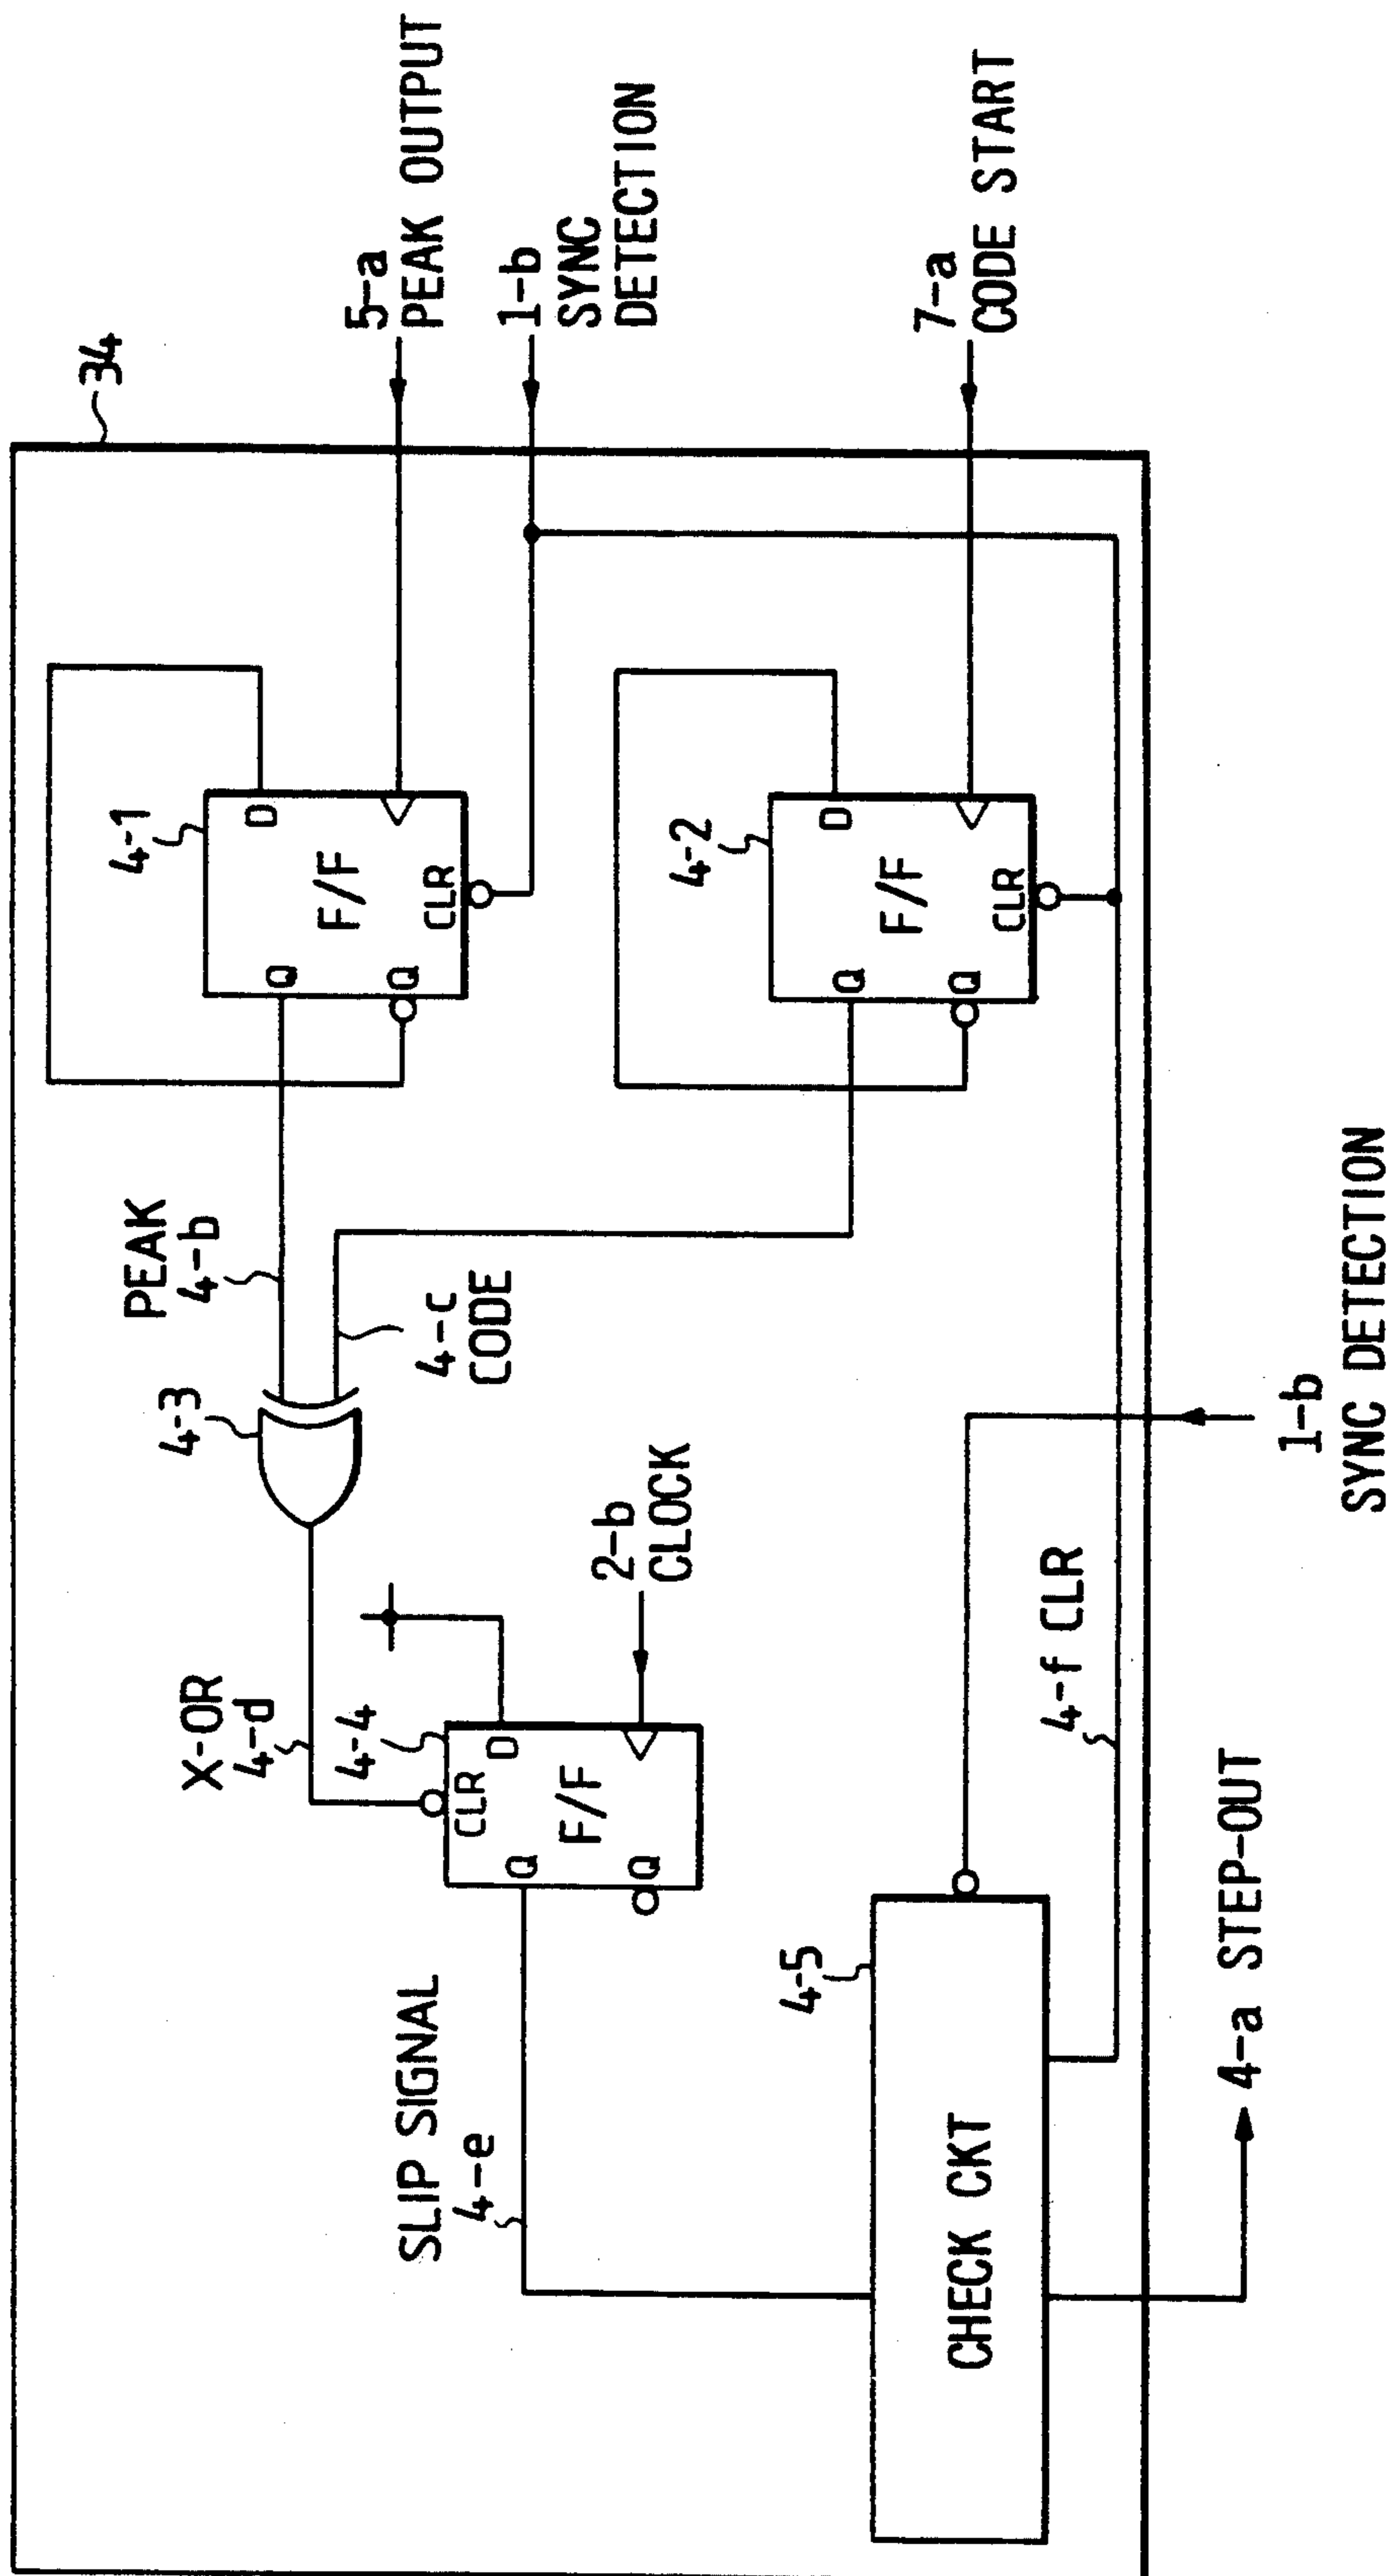 34
5-a
PEAK OUTPUT
1-b
SYNC
DETECTION
7-a
CODE START
4-1
D
F/F
CLR
Q
Q
4-2
D
F/F
CLR
Q
Q
PEAK
4-b
4-c
CODE
4-3
X-OR
4-d
4-4
CLR
D
F/F
Q
Q
2-b
CLOCK
SLIP SIGNAL
4-e
4-5
CHECK CKT
4-f CLR
1-b
SYNC DETECTION
4-a STEP-OUT